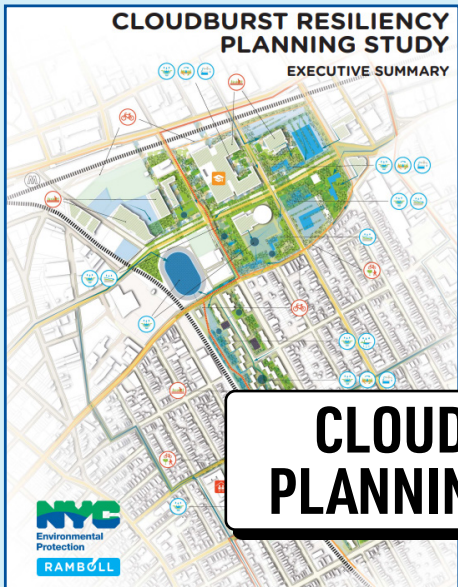 CLOUDBURST RESILIENCY
PLANNING STUDY
EXECUTIVE SUMMARY
CLOUD
PLANNIN
NYC
Environmental
Protection
RAMBOLL